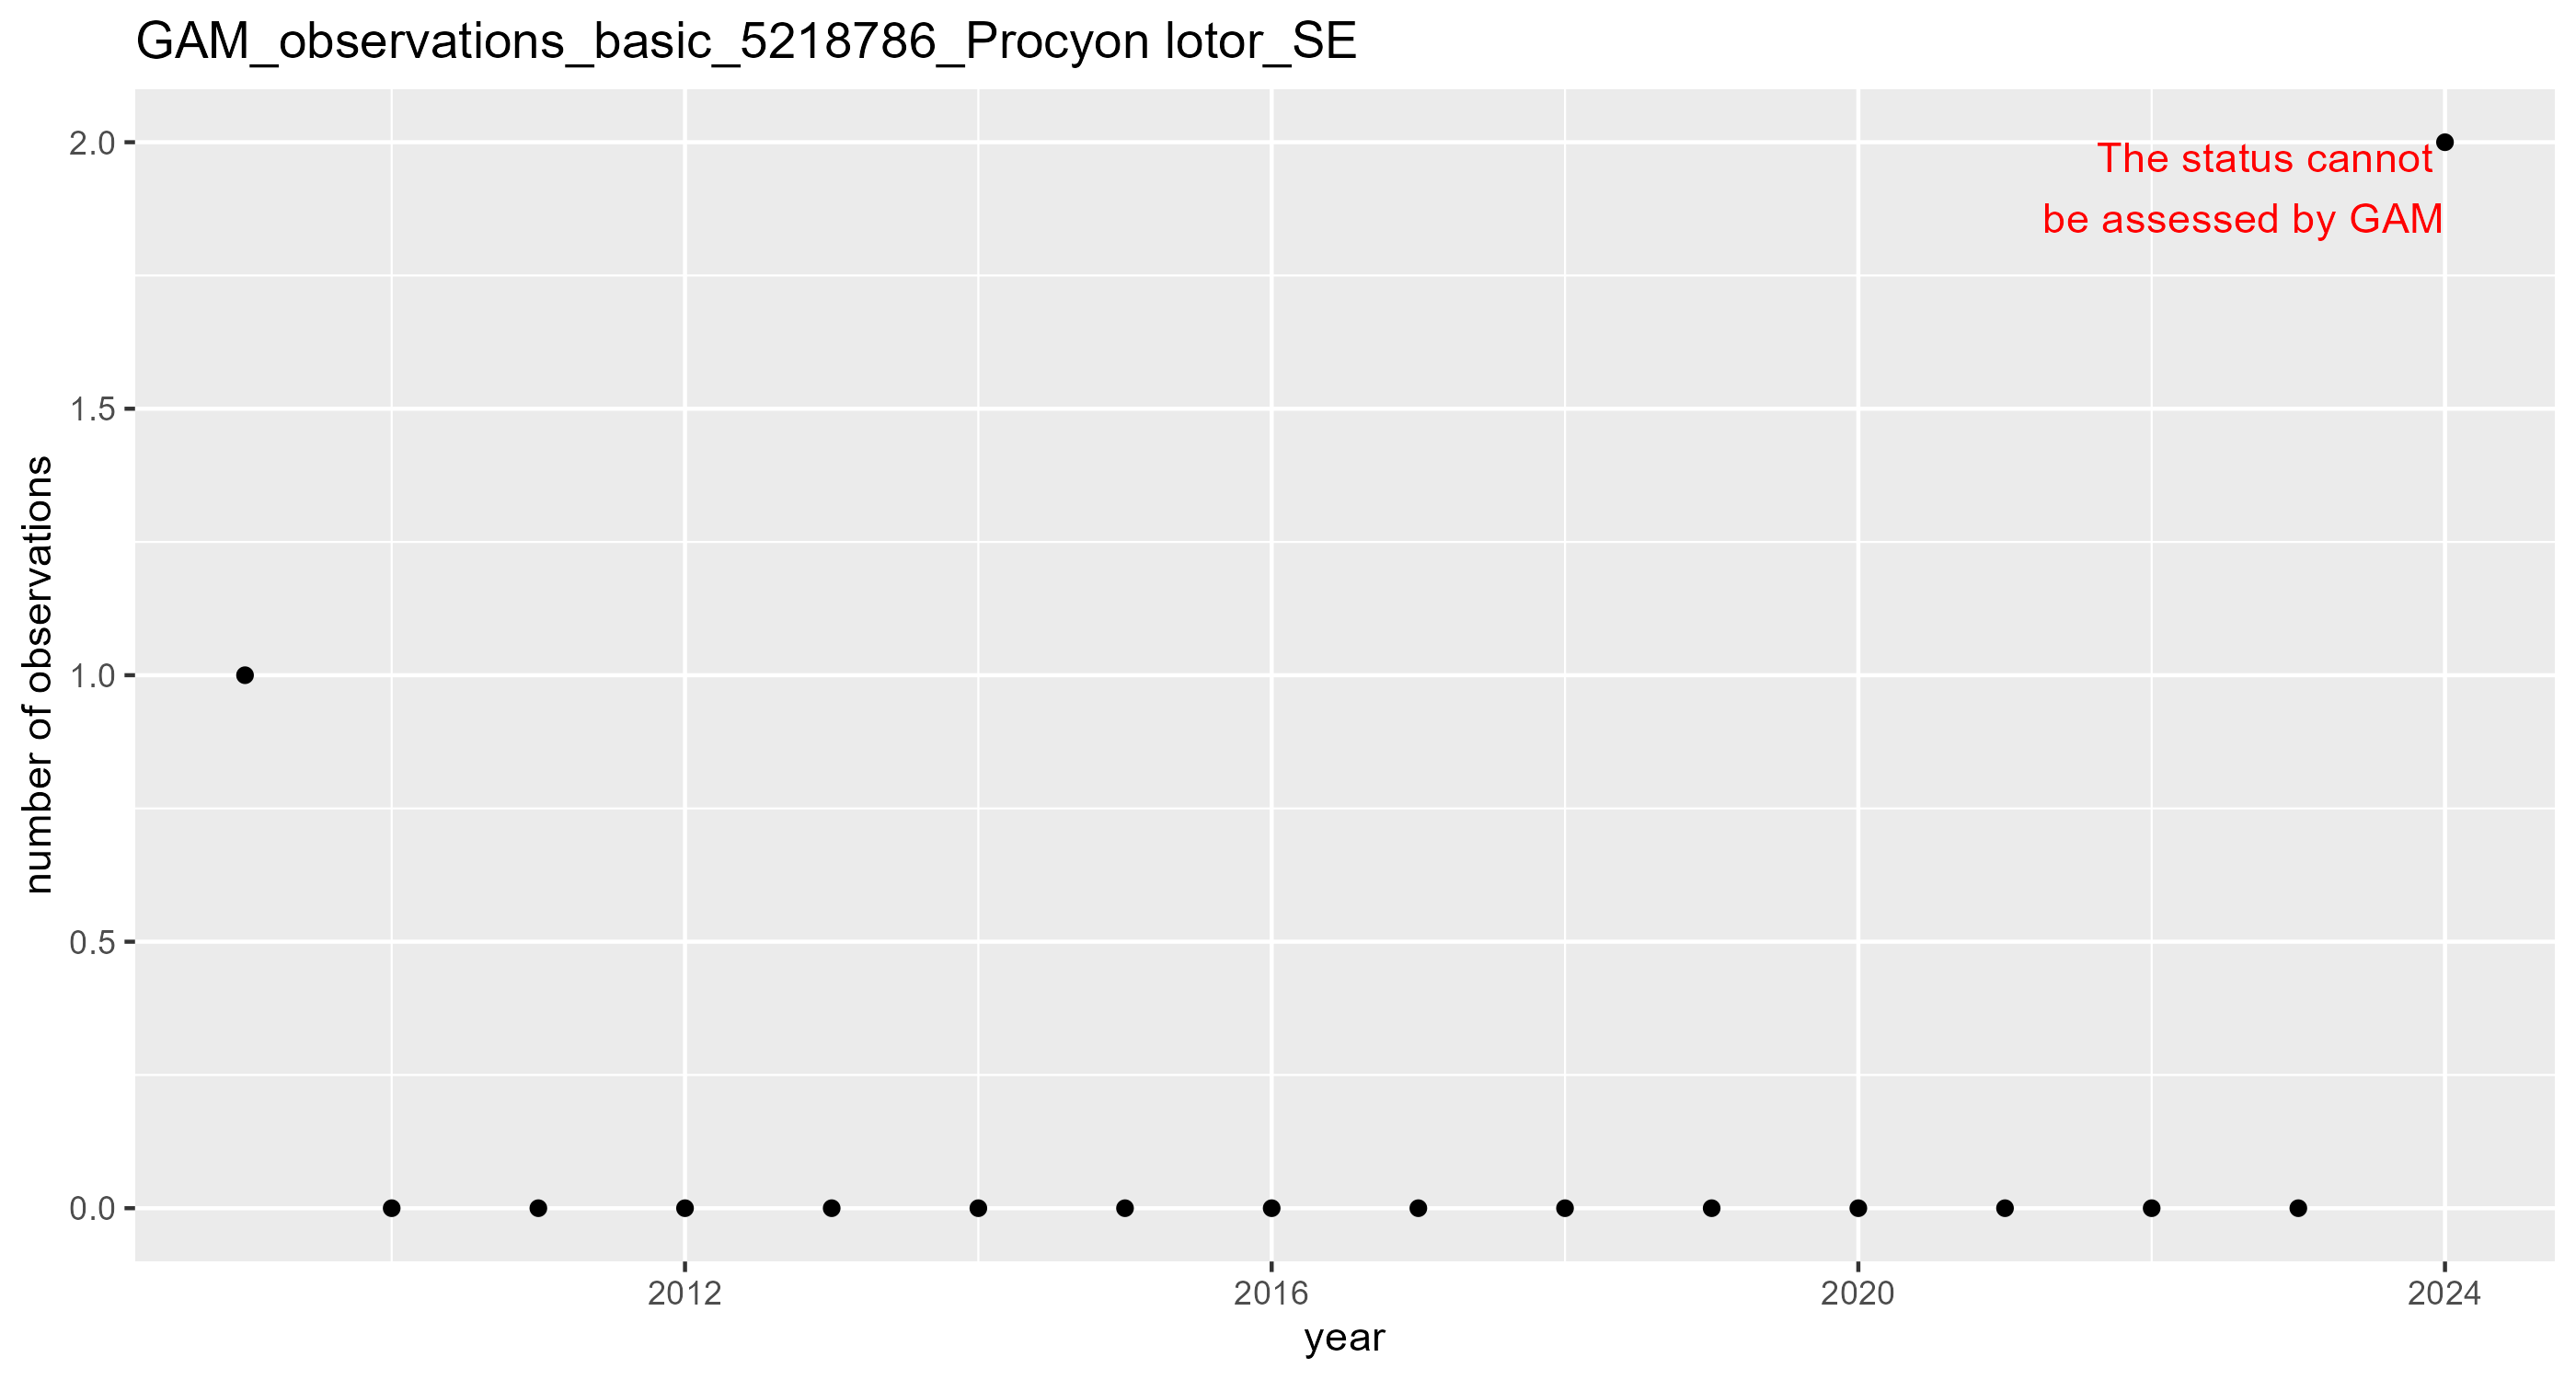 GAM_observations_basic_5218786_Procyon lotor_SE
The status cannot
be assessed by GAM
2.0
1.5
1.0
0.5
0.0
number of observations
2012
2016
2020
2024
year